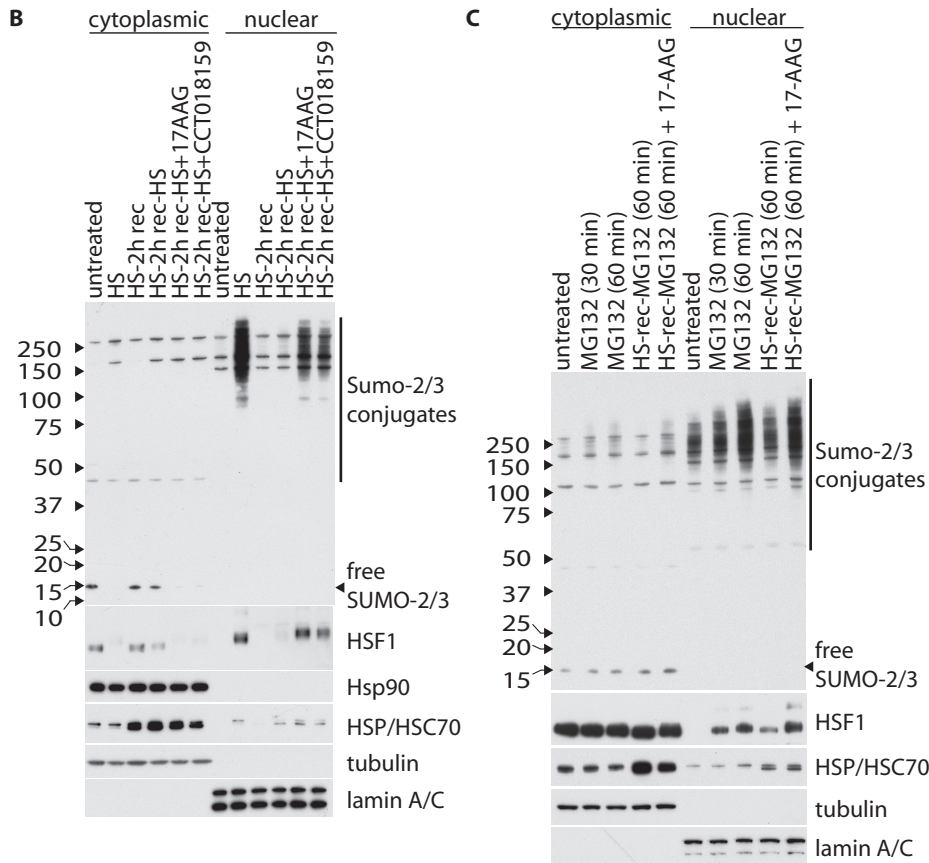 B
cytoplasmic
nuclear
untreated
HS
HS-2h rec
HS-2h rec-HS
HS-2h rec-HS+17AAG
HS-2h rec-HS+CCT018159
untreated
HS
HS-2h rec
HS-2h rec-HS
HS-2h rec-HS+17AAG
HS-2h rec-HS+CCT018159
250
150
100
75
50
37
25
20
15
10
Sumo-2/3
conjugates
free
SUMO-2/3
HSF1
Hsp90
HSP/HSC70
tubulin
lamin A/C
C
cytoplasmic
nuclear
untreated
MG132 (30 min)
MG132 (60 min)
HS-rec-MG132 (60 min)
HS-rec-MG132 (60 min) + 17-AAG
untreated
MG132 (30 min)
MG132 (60 min)
HS-rec-MG132 (60 min)
HS-rec-MG132 (60 min) + 17-AAG
250
150
100
75
50
37
25
20
15
Sumo-2/3
conjugates
free
SUMO-2/3
HSF1
HSP/HSC70
tubulin
lamin A/C